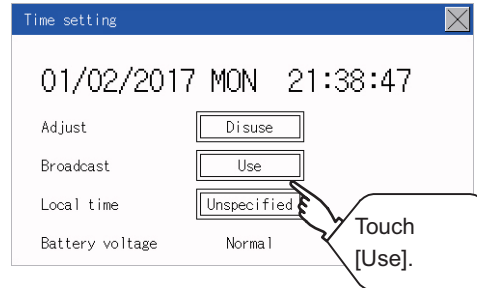 Time setting
01/02/2017 MON 21:38:47
Adjust Disuse
Broadcast Use
Local time Unspecified
Battery voltage Normal
Touch
[Use].